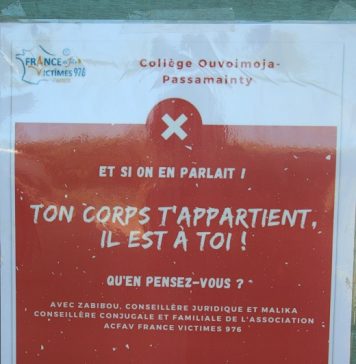 FRANCE
VICTIMES 976
Collège Ouvoimoja-
Passamainty
ET SI ON EN PARLAIT !
TON CORPS T'APPARTIENT,
IL EST À TOI !
QU'EN PENSEZ-VOUS ?
AVEC ZABIBOU, CONSEILLÈRE JURIDIQUE ET MALIKA
CONSEILLÈRE CONJUGALE ET FAMILIALE DE L'ASSOCIATION
ACFAV FRANCE VICTIMES 976